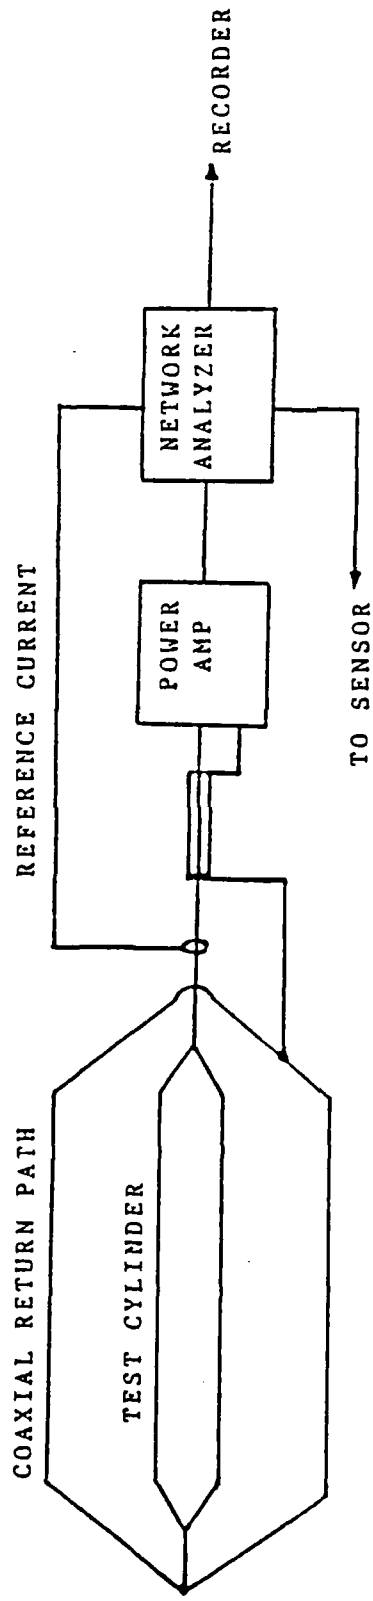 COAXIAL RETURN PATH
TEST CYLINDER
REFERENCE CURRENT
POWER
AMP
NETWORK
ANALYZER
TO SENSOR
RECORDER